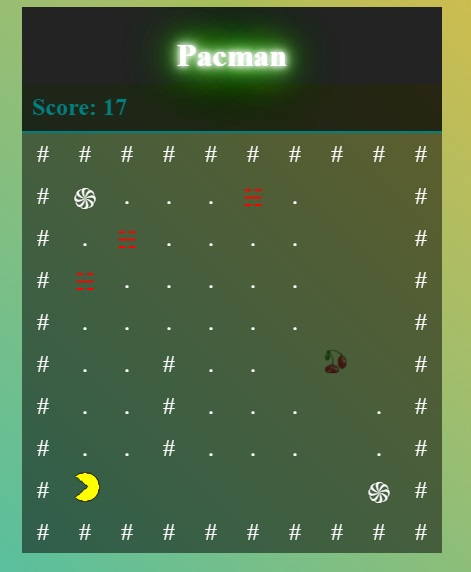 Pacman
Score: 17
# # # # # # # # # #
# . . . . #
# . . . . . #
# . . . . . #
# . . . . . . #
# . . # . . #
# . . # . . . . #
# . . # . . . . #
# #
# # # # # # # # # #